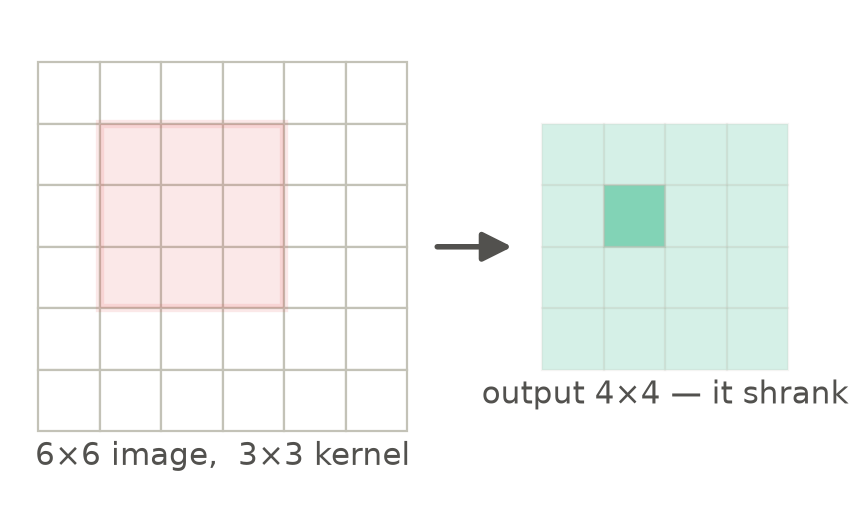 6×6 image,  3×3 kernel
output 4×4 — it shrank